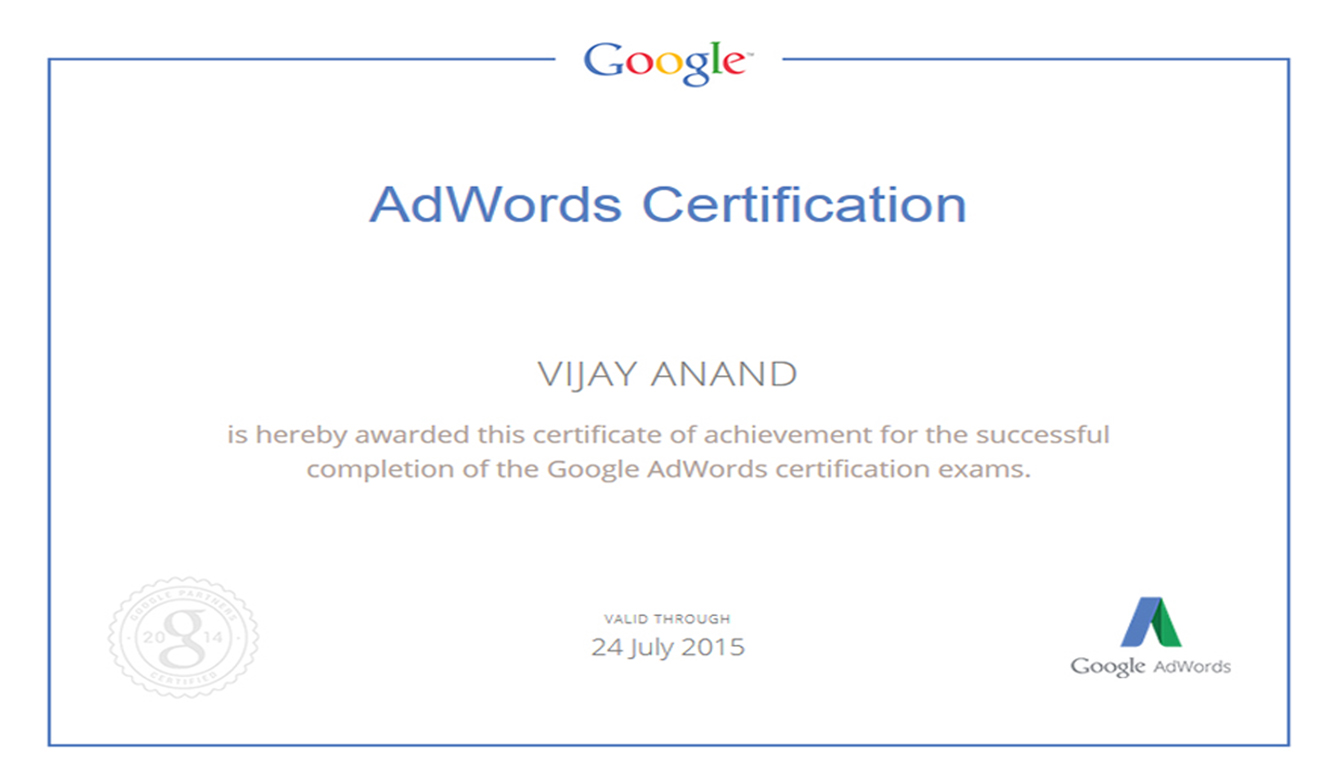 Google™
AdWords Certification
VIJAY ANAND
is hereby awarded this certificate of achievement for the successful
completion of the Google AdWords certification exams.
GOOGLE PARTNERS
20 g 14
CERTIFIED
VALID THROUGH
24 July 2015
Google AdWords